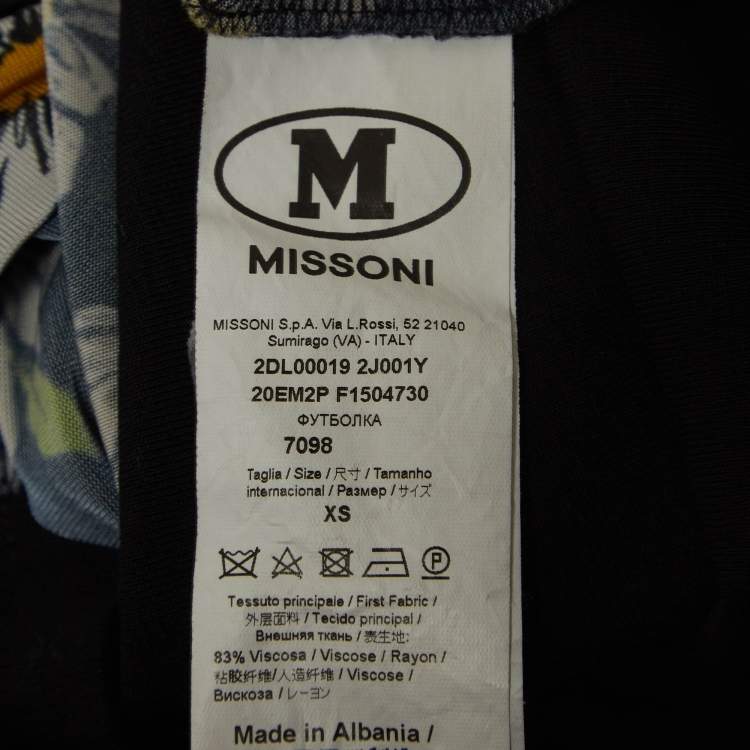 M
MISSONI
MISSONI S.p.A. Via L.Rossi, 52 21040
Sumirago (VA) - ITALY
2DL00019 2J001Y
20EM2P F1504730
ФУТБОЛКА
7098
Taglia / Size / 尺寸 / Tamanho
internacional / Размер / サイズ
XS
P
Tessuto principale / First Fabric /
外层面料 / Tecido principal /
Внешняя ткань / 表生地:
83% Viscosa / Viscose / Rayon /
粘胶纤维/人造纤维 / Viscose /
Вискоза / レーヨン
Made in Albania /